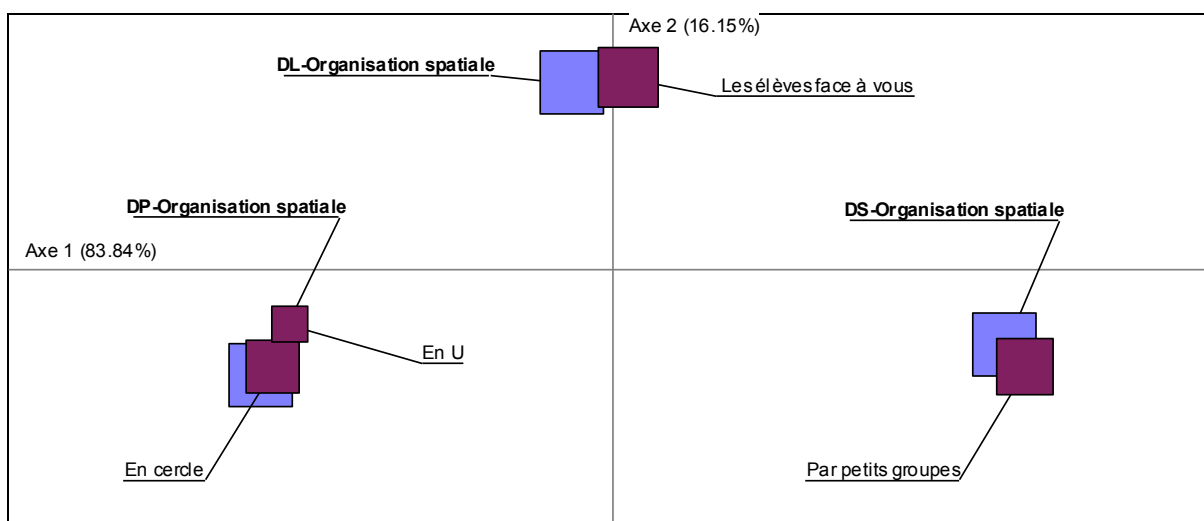 Axe 2 (16.15%)
DL-Organisation spatiale
Les élèves face à vous
DP-Organisation spatiale
DS-Organisation spatiale
Axe 1 (83.84%)
En U
En cercle
Par petits groupes